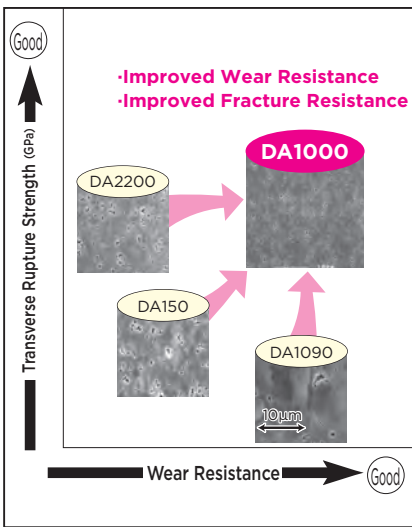 Good
·Improved Wear Resistance
·Improved Fracture Resistance
DA1000
DA2200
DA150
DA1090
10μm
Transverse Rupture Strength (GPa)
Wear Resistance
Good